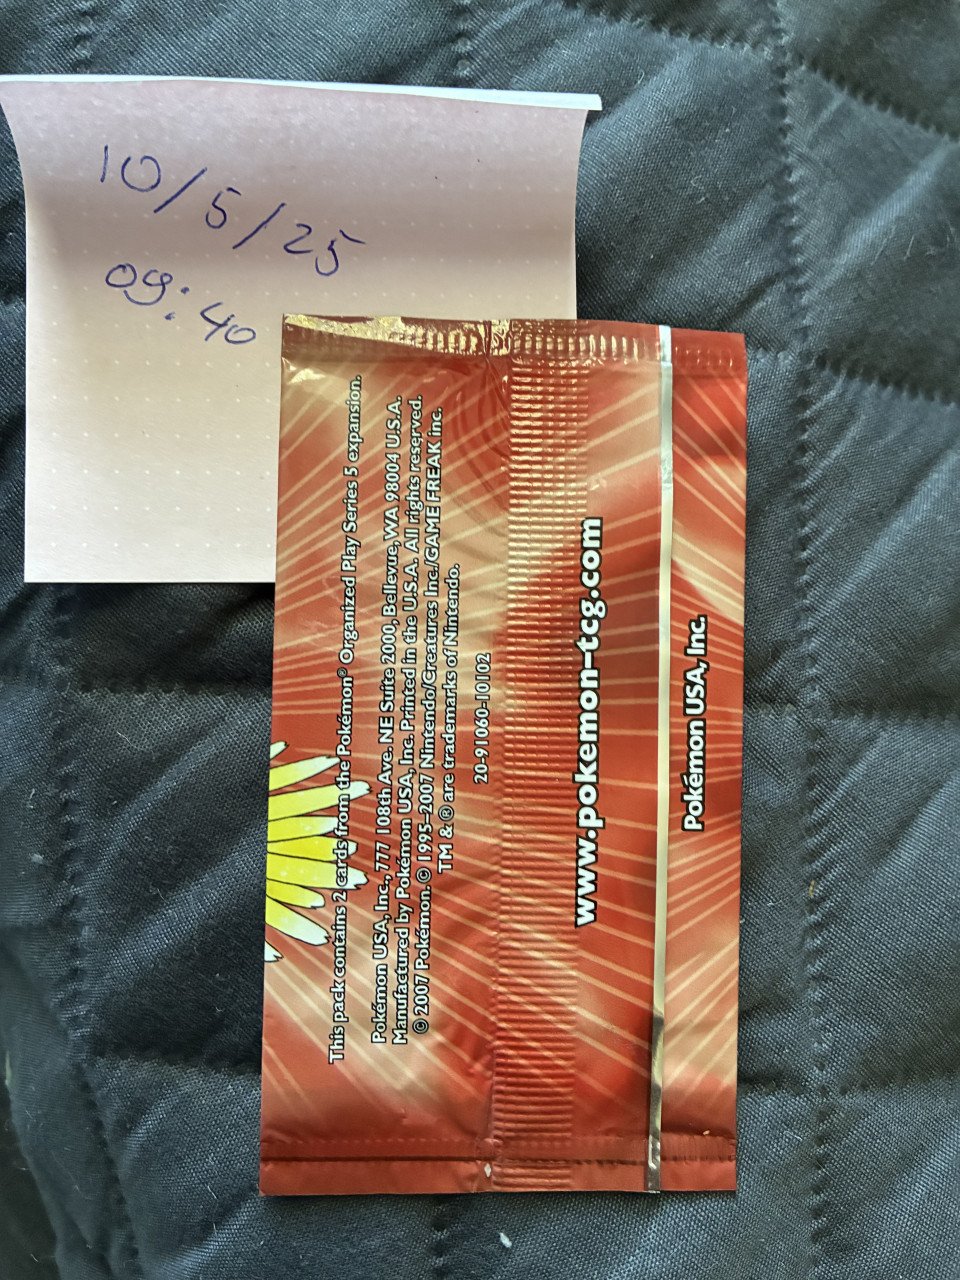 10/5/25
09:40
This pack contains 2 cards from the Pokémon® Organized Play Series 5 expansion.
Pokémon USA, Inc., 777 108th Ave. NE Suite 2000, Bellevue, WA 98004 U.S.A.
Manufactured by Pokémon USA, Inc. Printed in the U.S.A. All rights reserved.
© 2007 Pokémon. © 1995–2007 Nintendo/Creatures Inc./GAME FREAK inc.
TM & ® are trademarks of Nintendo.
20-91060-10102
www.pokemon-tcg.com
Pokémon USA, Inc.